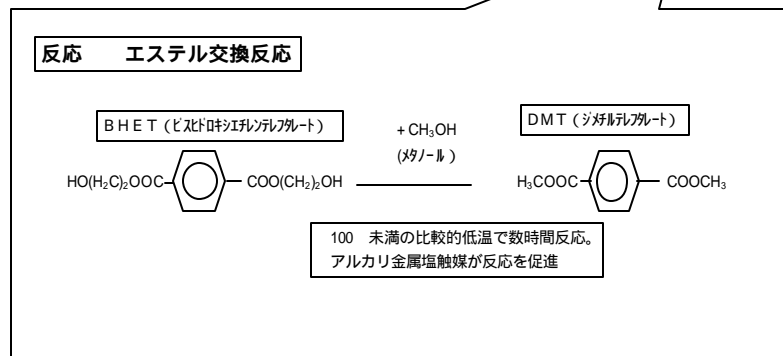 反応　　エステル交換反応
BHET(ﾋﾞｽﾋﾄﾞﾛｷｼｴﾁﾚﾝﾃﾚﾌﾀﾚｰﾄ)
+CH₃OH
(ﾒﾀﾉｰﾙ)
DMT(ｼﾞﾒﾁﾙﾃﾚﾌﾀﾚｰﾄ)
HO(H₂C)₂OOC
COO(CH₂)₂OH
H₃COOC
COOCH₃
100　未満の比較的低温で数時間反応。
アルカリ金属塩触媒が反応を促進